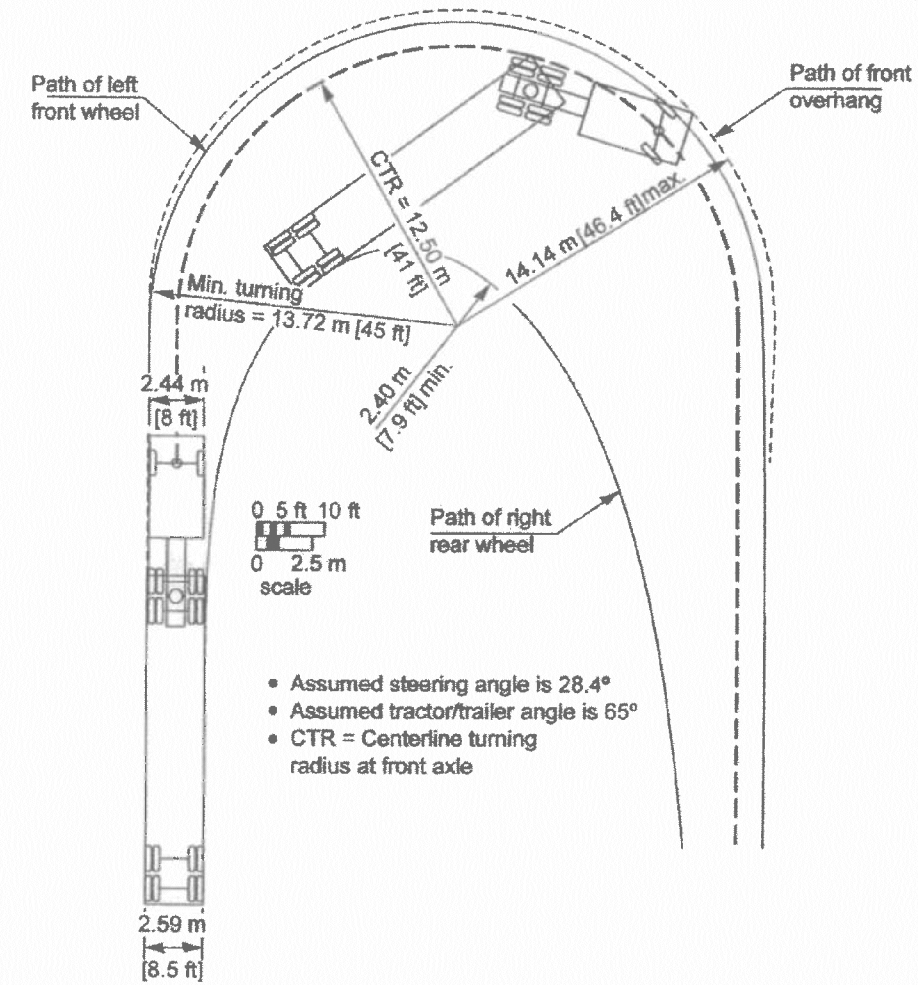 Path of left
front wheel
Path of front
overhang
CTR = 12.50 m
[41 ft]
14.14 m [46.4 ft]max.
Min. turning
radius = 13.72 m [45 ft]
2.40 m
[7.9 ft] min.
2.44 m
[8 ft]
0 5 ft 10 ft
0 2.5 m
scale
Path of right
rear wheel
• Assumed steering angle is 28.4º
• Assumed tractor/trailer angle is 65º
• CTR = Centerline turning
radius at front axle
2.59 m
[8.5 ft]